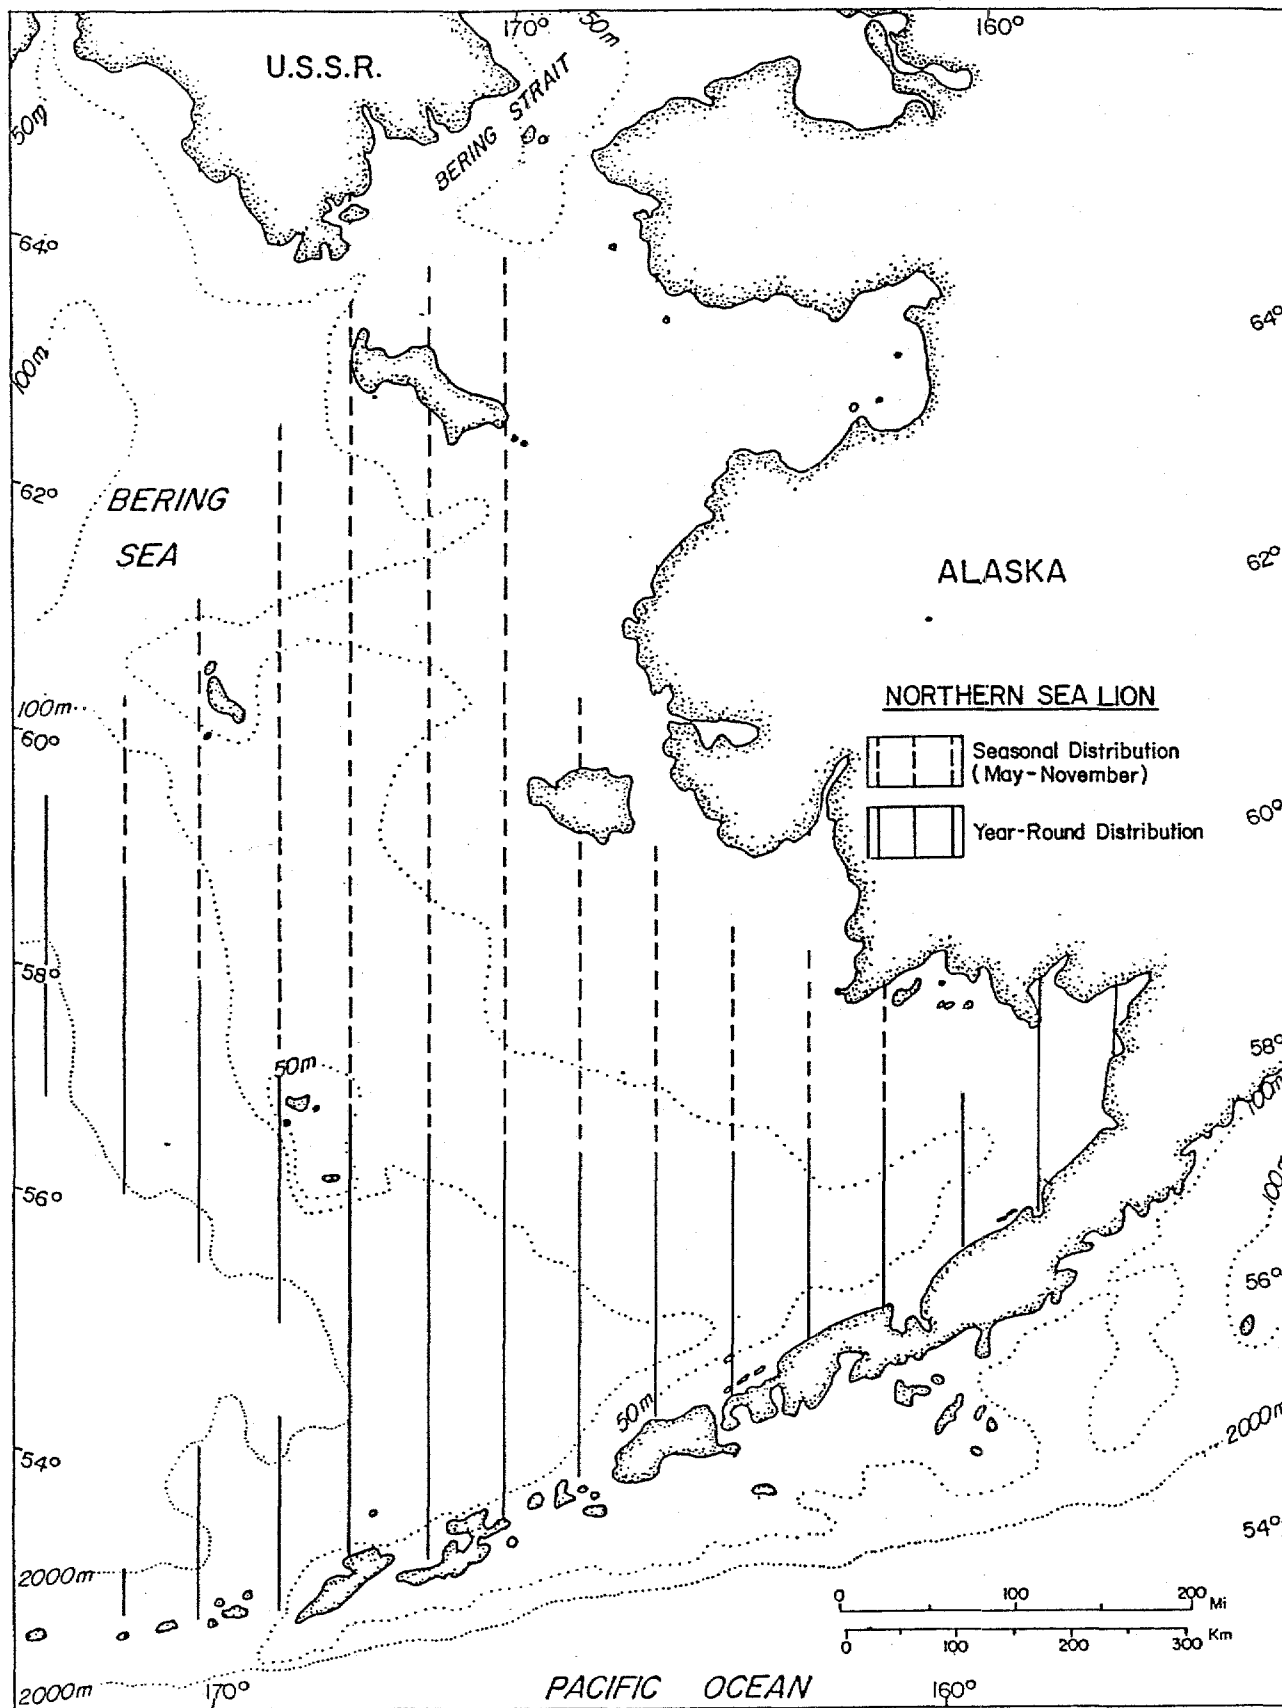 170°
50m
160°
U.S.S.R.
BERING STRAIT
50m
64°
64°
100m
62°
BERING
SEA
ALASKA
62°
NORTHERN SEA LION
Seasonal Distribution
(May-November)
Year-Round Distribution
100m
60°
60°
58°
58°
50m
100m
56°
56°
50m
54°
2000m
54°
2000m
0 100 200 Mi
0 100 200 300 Km
2000m
170°
PACIFIC OCEAN
160°